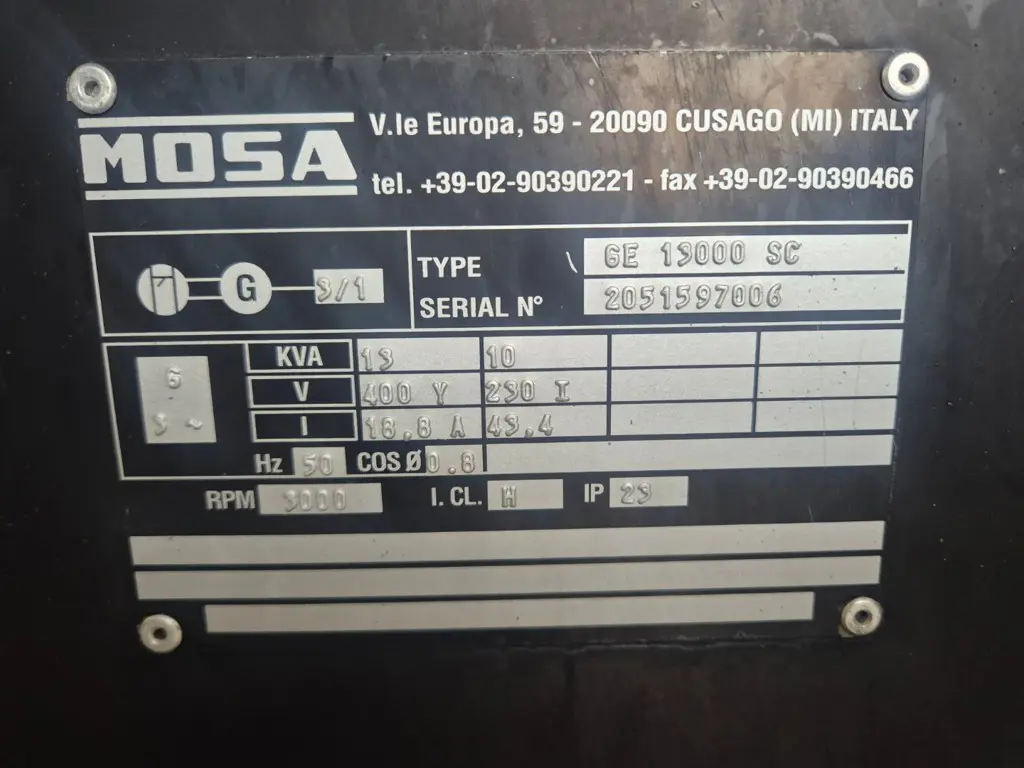 MOSA
V.le Europa, 59 - 20090 CUSAGO (MI) ITALY
tel. +39-02-90390221 - fax +39-02-90390466
M G 3/1
TYPE GE 13000 SC
SERIAL N° 2051597006
G
3 ~
KVA 13 10
V 400 Y 230 I
I 18,8 A 43,4
Hz 50 COS Ø 0.8
RPM 3000 I. CL. H IP 23